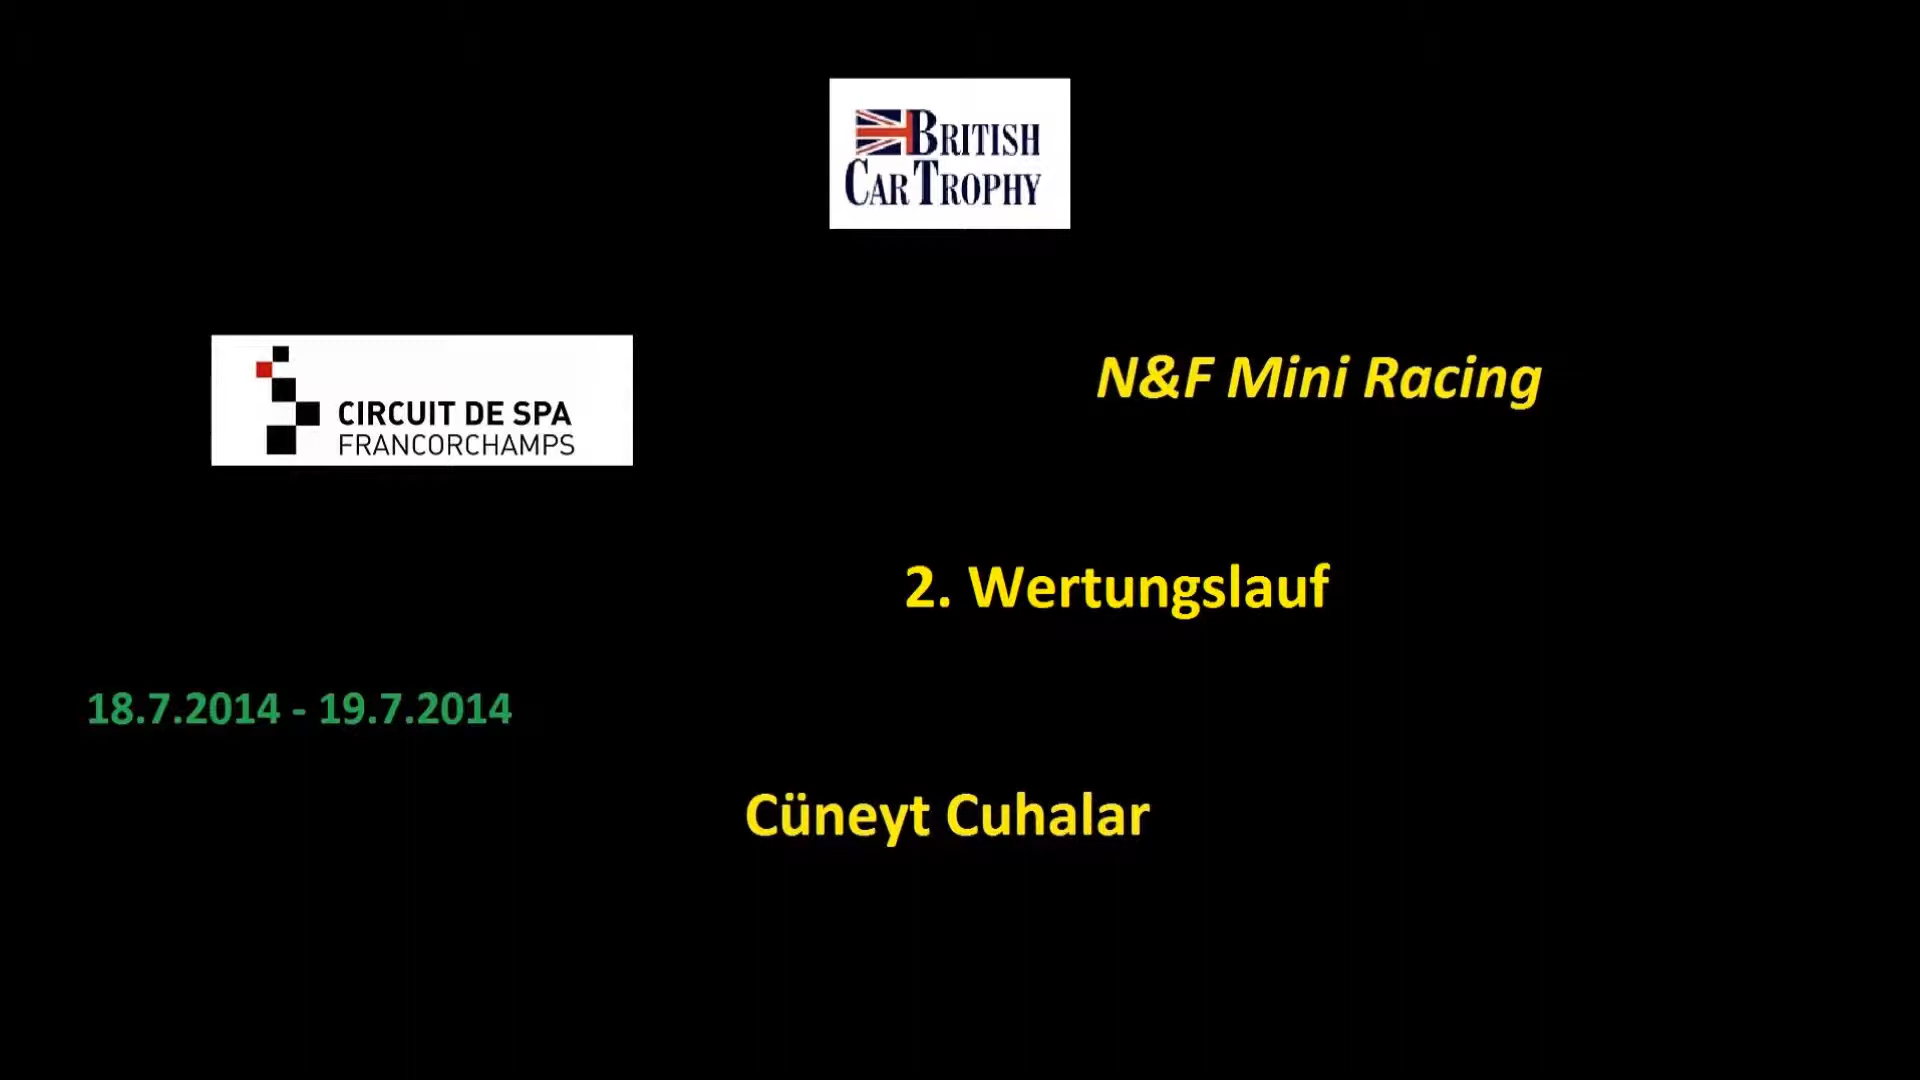 BRITISH
CAR TROPHY
N&F Mini Racing
CIRCUIT DE SPA
FRANCORCHAMPS
2. Wertungslauf
18.7.2014 - 19.7.2014
Cüneyt Cuhalar